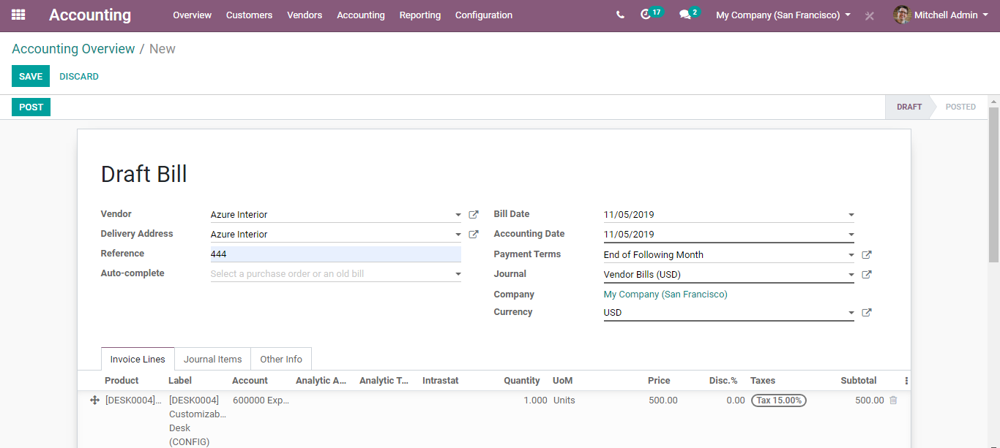 Accounting Overview Customers Vendors Accounting Reporting Configuration 17 2 My Company (San Francisco) Mitchell Admin
Accounting Overview / New
SAVE DISCARD
POST DRAFT POSTED
Draft Bill
Vendor Azure Interior Bill Date 11/05/2019
Delivery Address Azure Interior Accounting Date 11/05/2019
Reference 444 Payment Terms End of Following Month
Auto-complete Select a purchase order or an old bill Journal Vendor Bills (USD)
Company My Company (San Francisco)
Currency USD
Invoice Lines Journal Items Other Info
Product Label Account Analytic A... Analytic T... Intrastat Quantity UoM Price Disc.% Taxes Subtotal
[DESK0004]... [DESK0004] 600000 Exp... 1.000 Units 500.00 0.00 Tax 15.00% 500.00
Customizab...
Desk
(CONFIG)